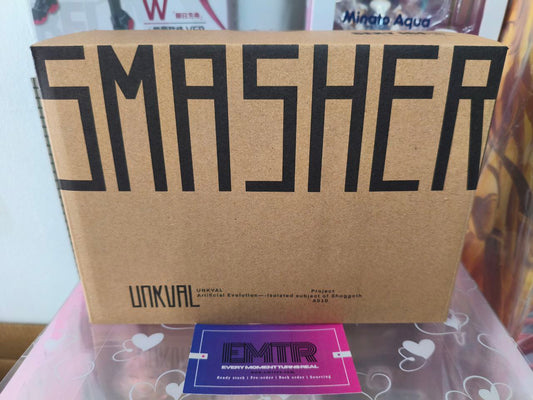 W
Minato Aqua
SMASHER
UNKVAL
UNKVAL
Artificial Evolution——Isolated subject of Shoggoth
Project
AD10
EMTR
EVERY MOMENT TURNS REAL
Ready stock | Pre-order | Back order | Sourcing